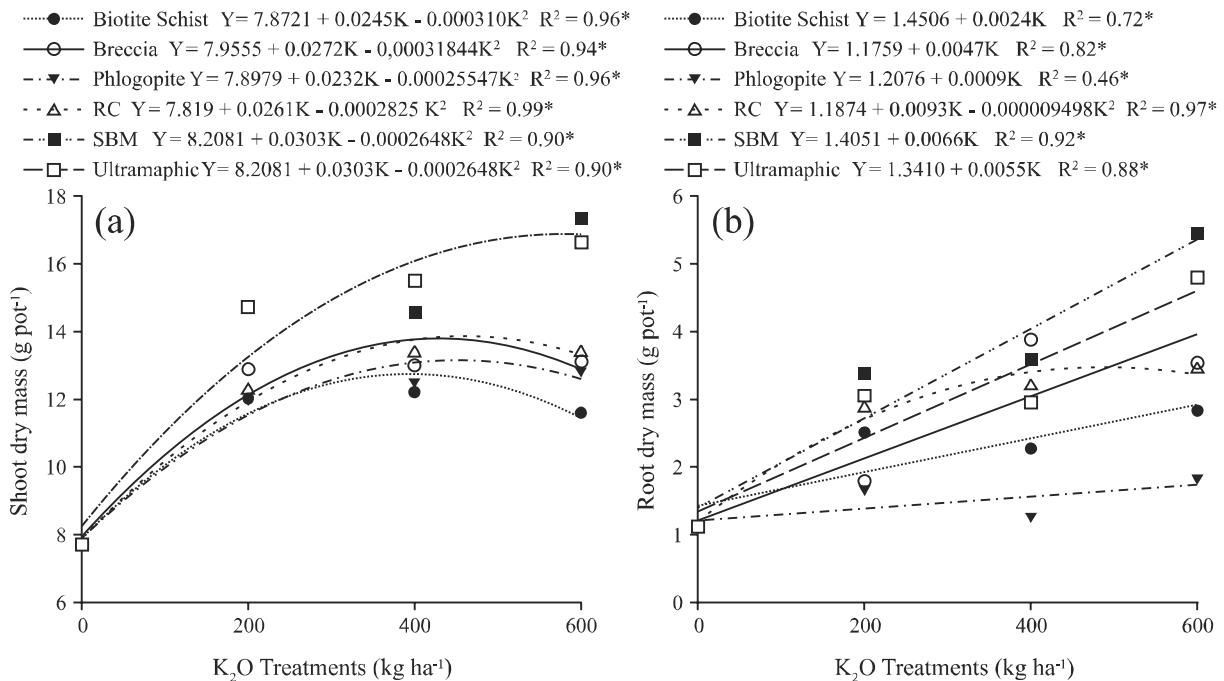 Biotite Schist Y= 7.8721 + 0.0245K - 0.000310K² R² = 0.96*
Breccia Y= 7.9555 + 0.0272K - 0,00031844K² R² = 0.94*
Phlogopite Y= 7.8979 + 0.0232K - 0.00025547K² R² = 0.96*
RC Y= 7.819 + 0.0261K - 0.0002825 K² R² = 0.99*
SBM Y= 8.2081 + 0.0303K - 0.0002648K² R² = 0.90*
Ultramaphic Y= 8.2081 + 0.0303K - 0.0002648K² R² = 0.90*
18
(a)
16
14
12
10
8
6
Shoot dry mass (g pot⁻¹)
0 200 400 600
K₂O Treatments (kg ha⁻¹)
Biotite Schist Y= 1.4506 + 0.0024K R² = 0.72*
Breccia Y= 1.1759 + 0.0047K R² = 0.82*
Phlogopite Y= 1.2076 + 0.0009K R² = 0.46*
RC Y= 1.1874 + 0.0093K - 0.000009498K² R² = 0.97*
SBM Y= 1.4051 + 0.0066K R² = 0.92*
Ultramaphic Y= 1.3410 + 0.0055K R² = 0.88*
6
(b)
5
4
3
2
1
0
Root dry mass (g pot⁻¹)
0 200 400 600
K₂O Treatments (kg ha⁻¹)